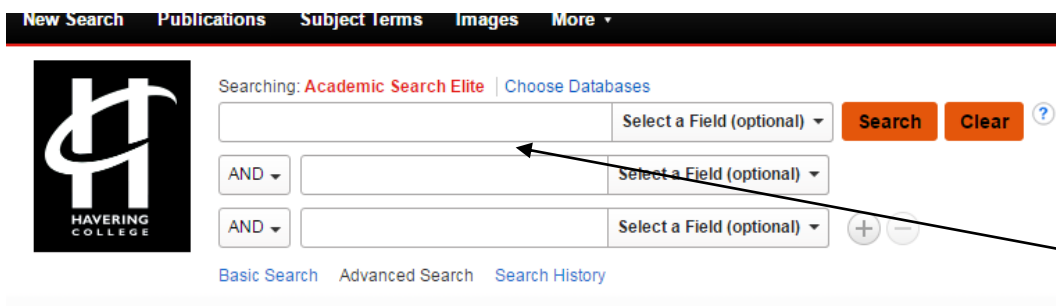 New Search Publications Subject Terms Images More
Searching: Academic Search Elite Choose Databases
Select a Field (optional) Search Clear ?
AND Select a Field (optional)
AND Select a Field (optional) + −
HAVERING
COLLEGE
Basic Search Advanced Search Search History